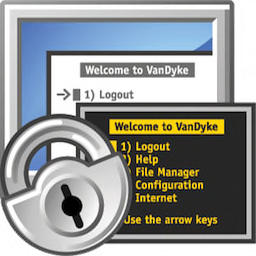 Welcome to VanDyke
1) Logout
Welcome to VanDyke
1) Logout
2) Help
File Manager
Configuration
Internet
Use the arrow keys